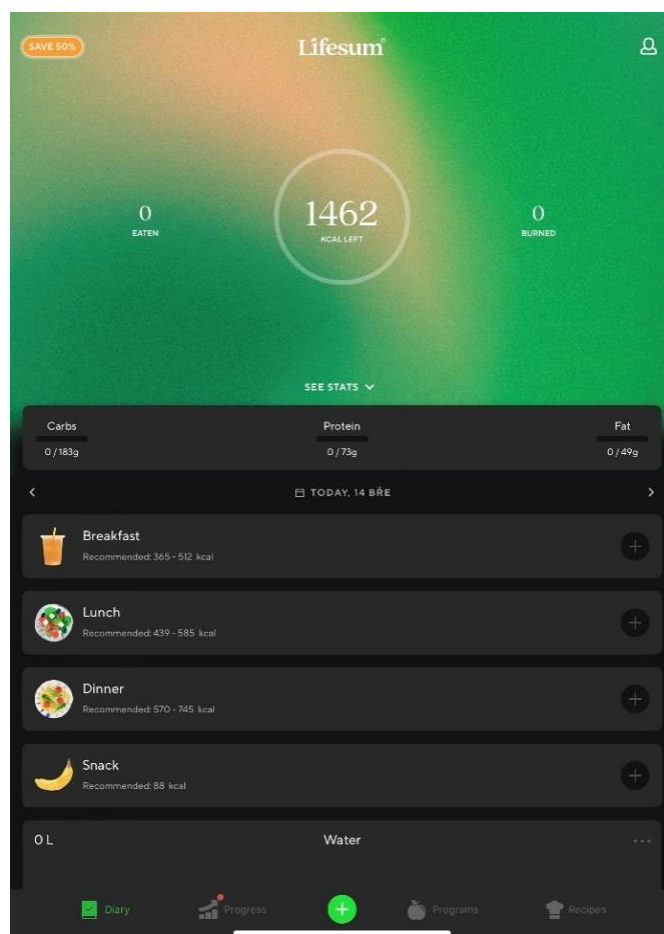 SAVE 50%
Lifesum®
1462
KCAL LEFT
0
EATEN
0
BURNED
SEE STATS
Carbs
0 / 183g
Protein
0 / 73g
Fat
0 / 49g
TODAY, 14 BŘE
Breakfast
Recommended: 365 - 512 kcal
Lunch
Recommended: 439 - 585 kcal
Dinner
Recommended: 570 - 745 kcal
Snack
Recommended: 88 kcal
0 L
Water
Diary
Progress
Programs
Recipes